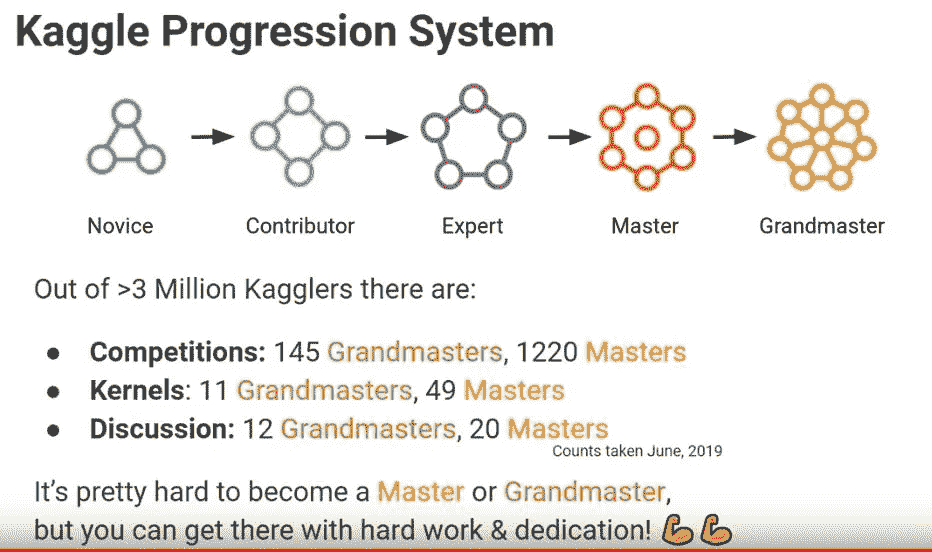 Kaggle Progression System
Novice
Contributor
Expert
Master
Grandmaster
Out of >3 Million Kagglers there are:
● Competitions: 145 Grandmasters, 1220 Masters
● Kernels: 11 Grandmasters, 49 Masters
● Discussion: 12 Grandmasters, 20 Masters
Counts taken June, 2019
It's pretty hard to become a Master or Grandmaster,
but you can get there with hard work & dedication! 💪💪